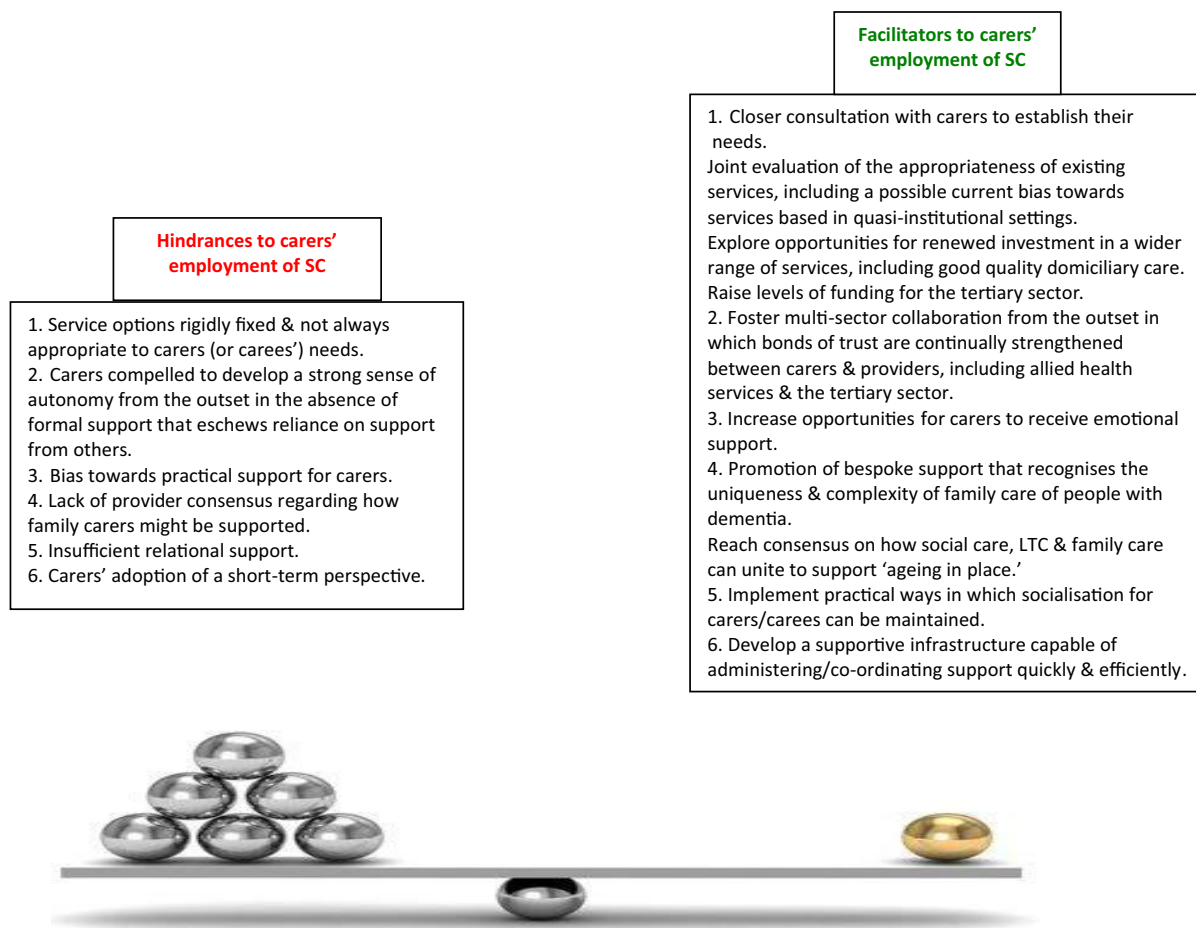 Hindrances to carers’
employment of SC
1. Service options rigidly fixed & not always
appropriate to carers (or carees’) needs.
2. Carers compelled to develop a strong sense of
autonomy from the outset in the absence of
formal support that eschews reliance on support
from others.
3. Bias towards practical support for carers.
4. Lack of provider consensus regarding how
family carers might be supported.
5. Insufficient relational support.
6. Carers’ adoption of a short-term perspective.
Facilitators to carers’
employment of SC
1. Closer consultation with carers to establish their
needs.
Joint evaluation of the appropriateness of existing
services, including a possible current bias towards
services based in quasi-institutional settings.
Explore opportunities for renewed investment in a wider
range of services, including good quality domiciliary care.
Raise levels of funding for the tertiary sector.
2. Foster multi-sector collaboration from the outset in
which bonds of trust are continually strengthened
between carers & providers, including allied health
services & the tertiary sector.
3. Increase opportunities for carers to receive emotional
support.
4. Promotion of bespoke support that recognises the
uniqueness & complexity of family care of people with
dementia.
Reach consensus on how social care, LTC & family care
can unite to support ‘ageing in place.’
5. Implement practical ways in which socialisation for
carers/carees can be maintained.
6. Develop a supportive infrastructure capable of
administering/co-ordinating support quickly & efficiently.